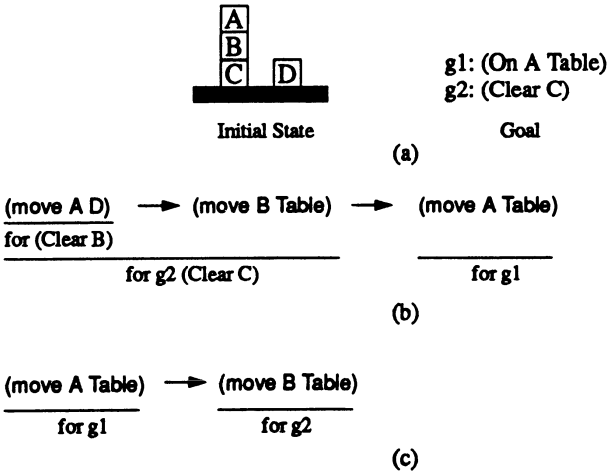 A
B
C D
g1: (On A Table)
g2: (Clear C)
Initial State Goal
(a)
(move A D) (move B Table) (move A Table)
for (Clear B)
for g2 (Clear C) for g1
(b)
(move A Table) (move B Table)
for g1 for g2
(c)